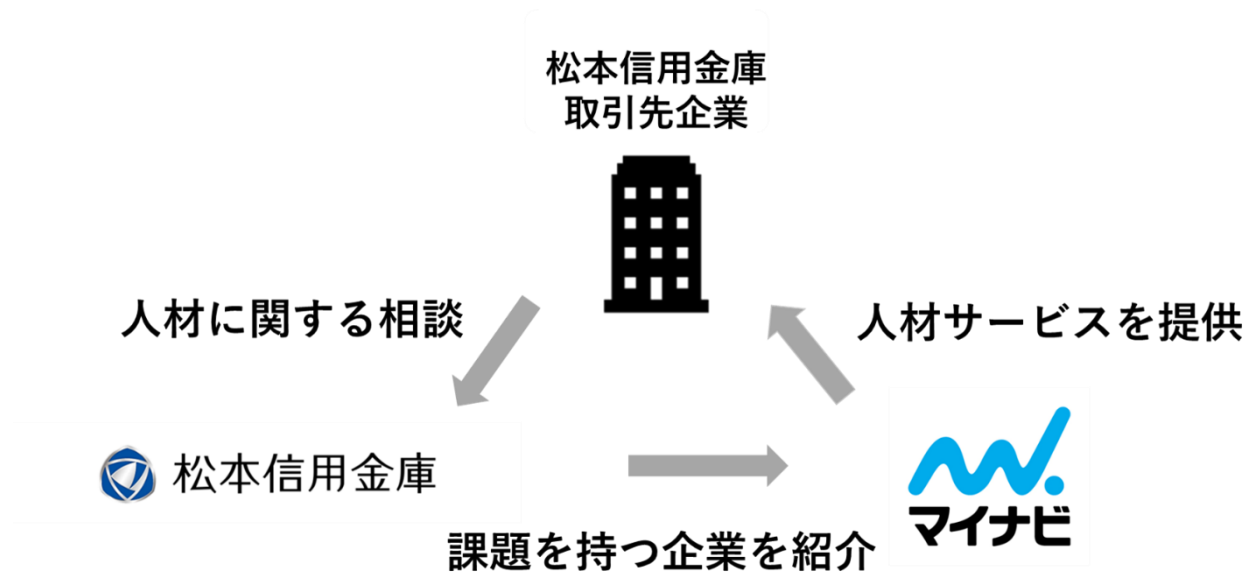 松本信用金庫
取引先企業
人材に関する相談
人材サービスを提供
松本信用金庫
マイナビ
課題を持つ企業を紹介